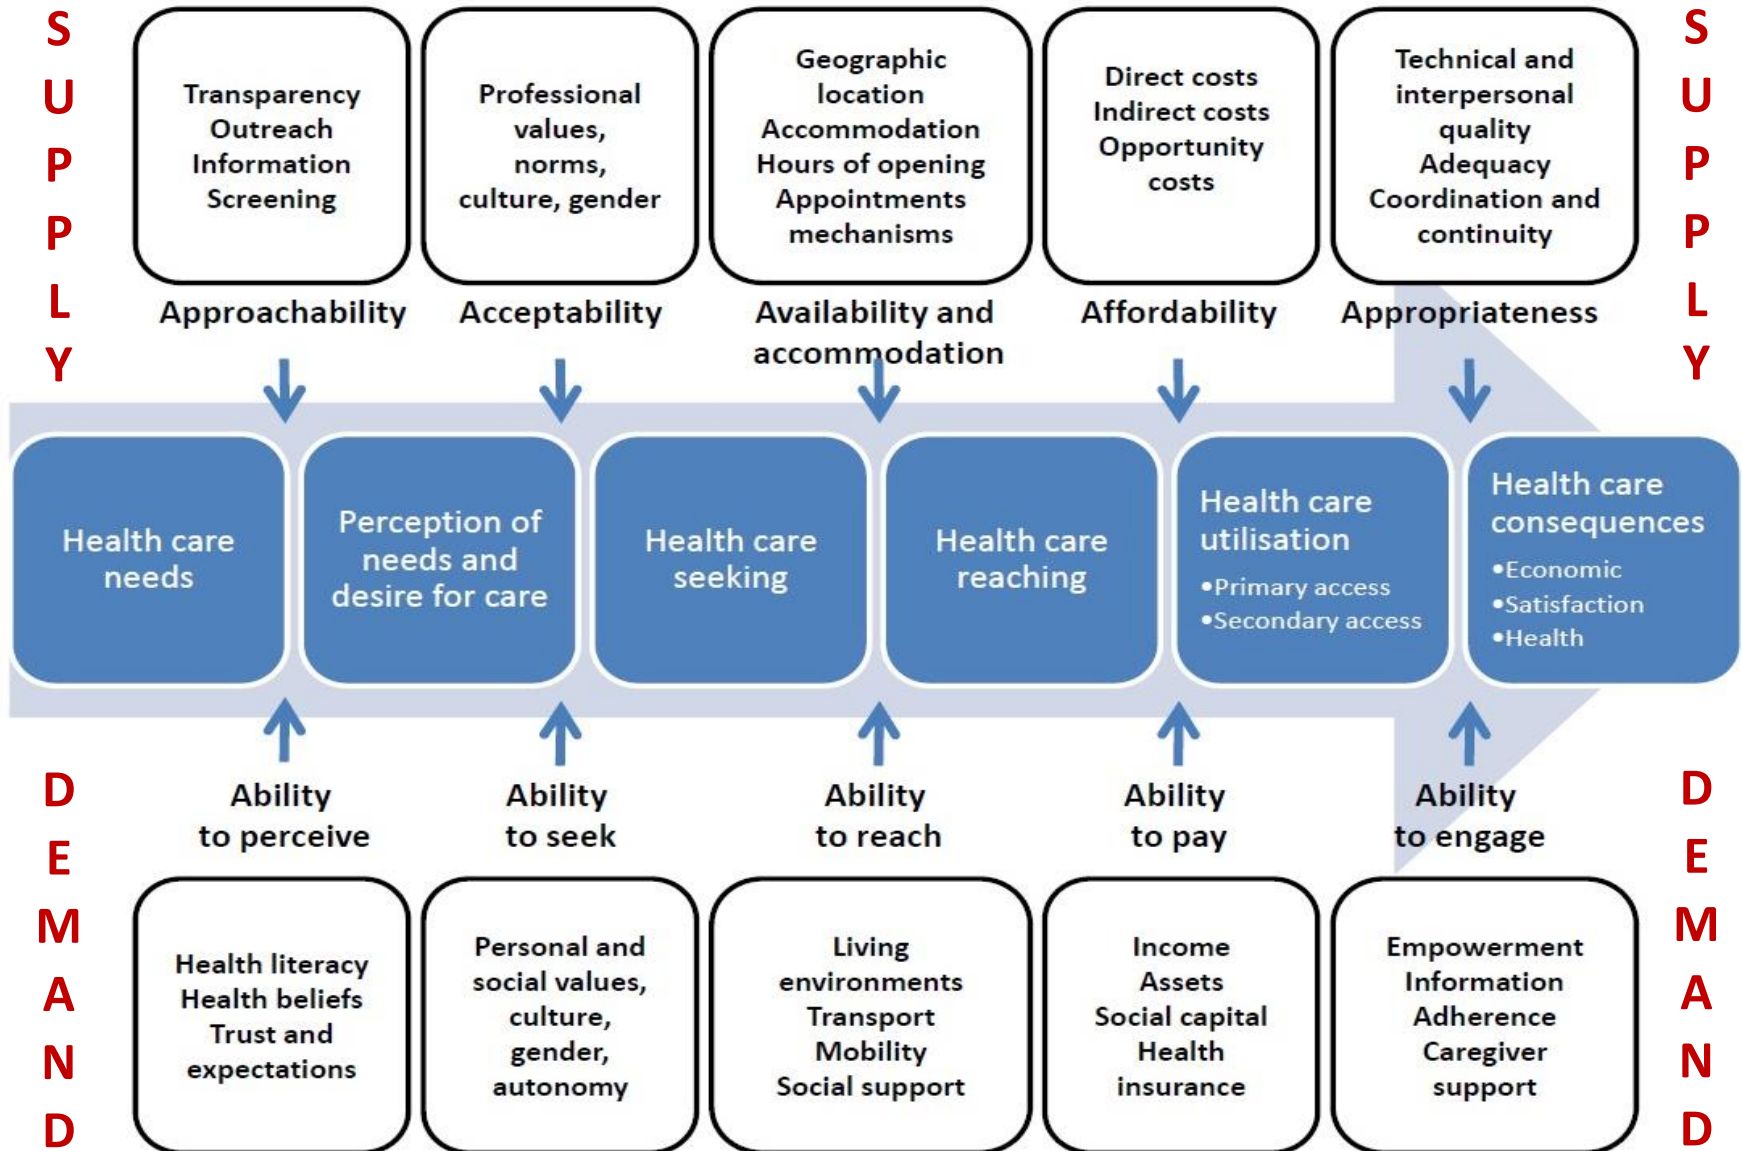 S
U
P
P
L
Y
Transparency
Outreach
Information
Screening
Professional
values,
norms,
culture, gender
Geographic
location
Accommodation
Hours of opening
Appointments
mechanisms
Direct costs
Indirect costs
Opportunity
costs
Technical and
interpersonal
quality
Adequacy
Coordination and
continuity
S
U
P
P
L
Y
Approachability
Acceptability
Availability and
accommodation
Affordability
Appropriateness
Health care
needs
Perception of
needs and
desire for care
Health care
seeking
Health care
reaching
Health care
utilisation
•Primary access
•Secondary access
Health care
consequences
•Economic
•Satisfaction
•Health
D
E
M
A
N
D
Ability
to perceive
Ability
to seek
Ability
to reach
Ability
to pay
Ability
to engage
Health literacy
Health beliefs
Trust and
expectations
Personal and
social values,
culture,
gender,
autonomy
Living
environments
Transport
Mobility
Social support
Income
Assets
Social capital
Health
insurance
Empowerment
Information
Adherence
Caregiver
support
D
E
M
A
N
D